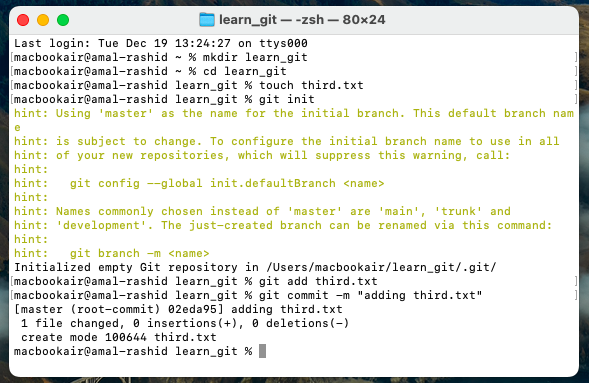 learn_git — -zsh — 80×24
Last login: Tue Dec 19 13:24:27 on ttys000
[macbookair@amal-rashid ~ % mkdir learn_git ]
[macbookair@amal-rashid ~ % cd learn_git ]
[macbookair@amal-rashid learn_git % touch third.txt ]
[macbookair@amal-rashid learn_git % git init ]
hint: Using 'master' as the name for the initial branch. This default branch nam
e
hint: is subject to change. To configure the initial branch name to use in all
hint: of your new repositories, which will suppress this warning, call:
hint:
hint:   git config --global init.defaultBranch <name>
hint:
hint: Names commonly chosen instead of 'master' are 'main', 'trunk' and
hint: 'development'. The just-created branch can be renamed via this command:
hint:
hint:   git branch -m <name>
Initialized empty Git repository in /Users/macbookair/learn_git/.git/
[macbookair@amal-rashid learn_git % git add third.txt ]
[macbookair@amal-rashid learn_git % git commit -m "adding third.txt" ]
[master (root-commit) 02eda95] adding third.txt
 1 file changed, 0 insertions(+), 0 deletions(-)
 create mode 100644 third.txt
macbookair@amal-rashid learn_git %